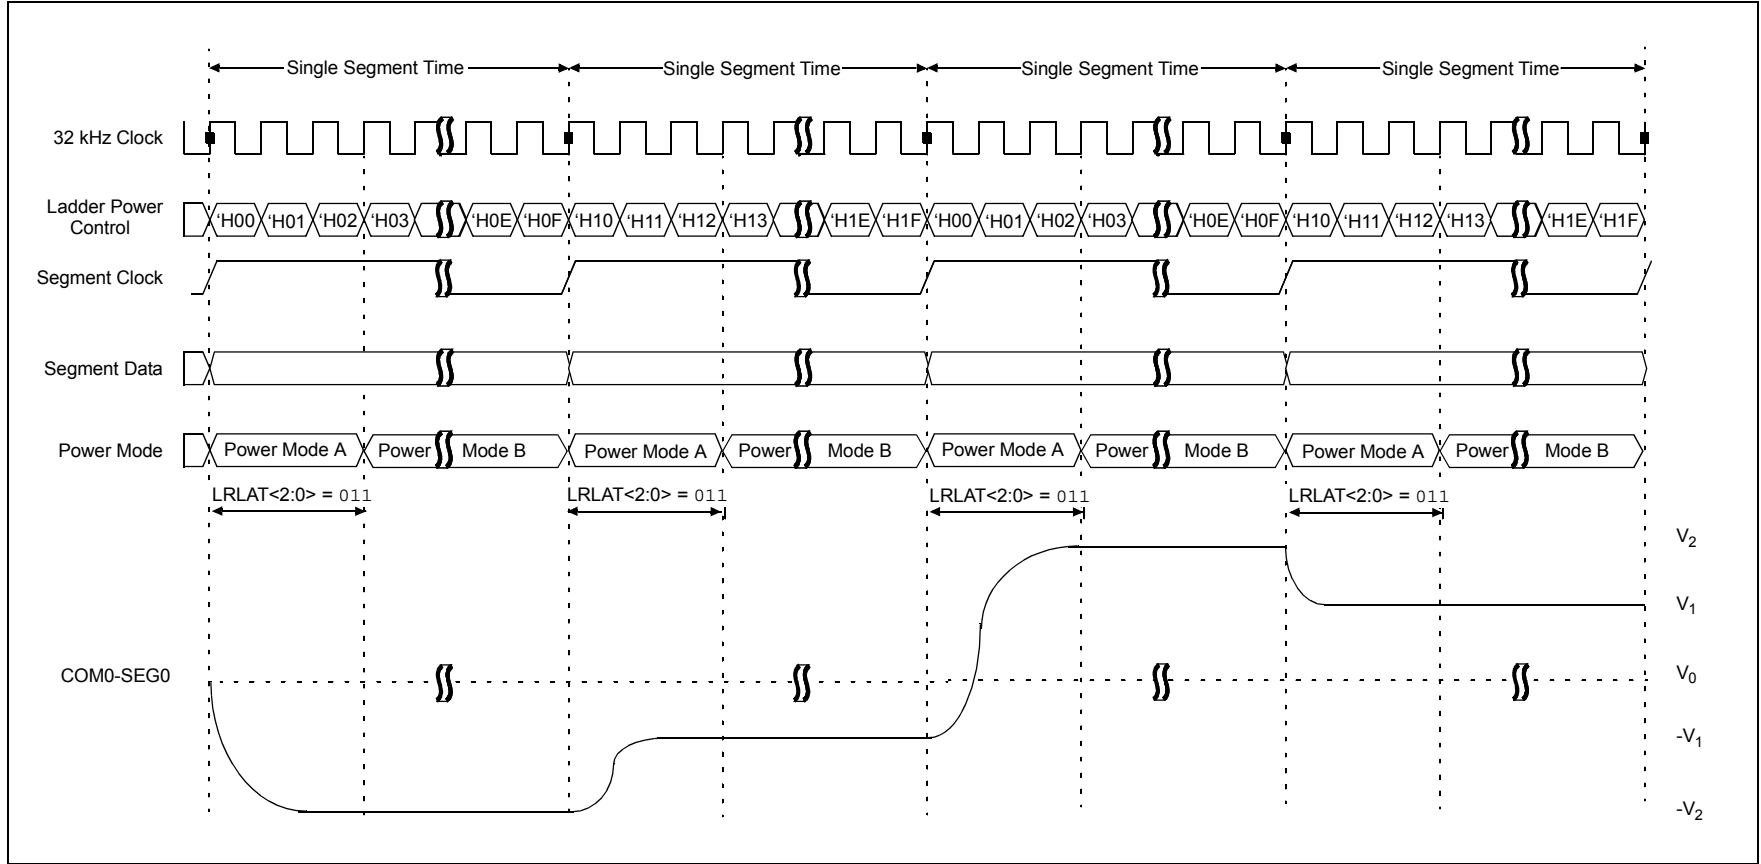 Single Segment Time Single Segment Time Single Segment Time Single Segment Time
32 kHz Clock
Ladder Power
Control
‘H00 ‘H01 ‘H02 ‘H03 ‘H0E ‘H0F ‘H10 ‘H11 ‘H12 ‘H13 ‘H1E ‘H1F ‘H00 ‘H01 ‘H02 ‘H03 ‘H0E ‘H0F ‘H10 ‘H11 ‘H12 ‘H13 ‘H1E ‘H1F
Segment Clock
Segment Data
Power Mode Power Mode A Power Mode B Power Mode A Power Mode B Power Mode A Power Mode B Power Mode A Power Mode B
LRLAT<2:0> = 011 LRLAT<2:0> = 011 LRLAT<2:0> = 011 LRLAT<2:0> = 011
V2
V1
COM0-SEG0 V0
-V1
-V2